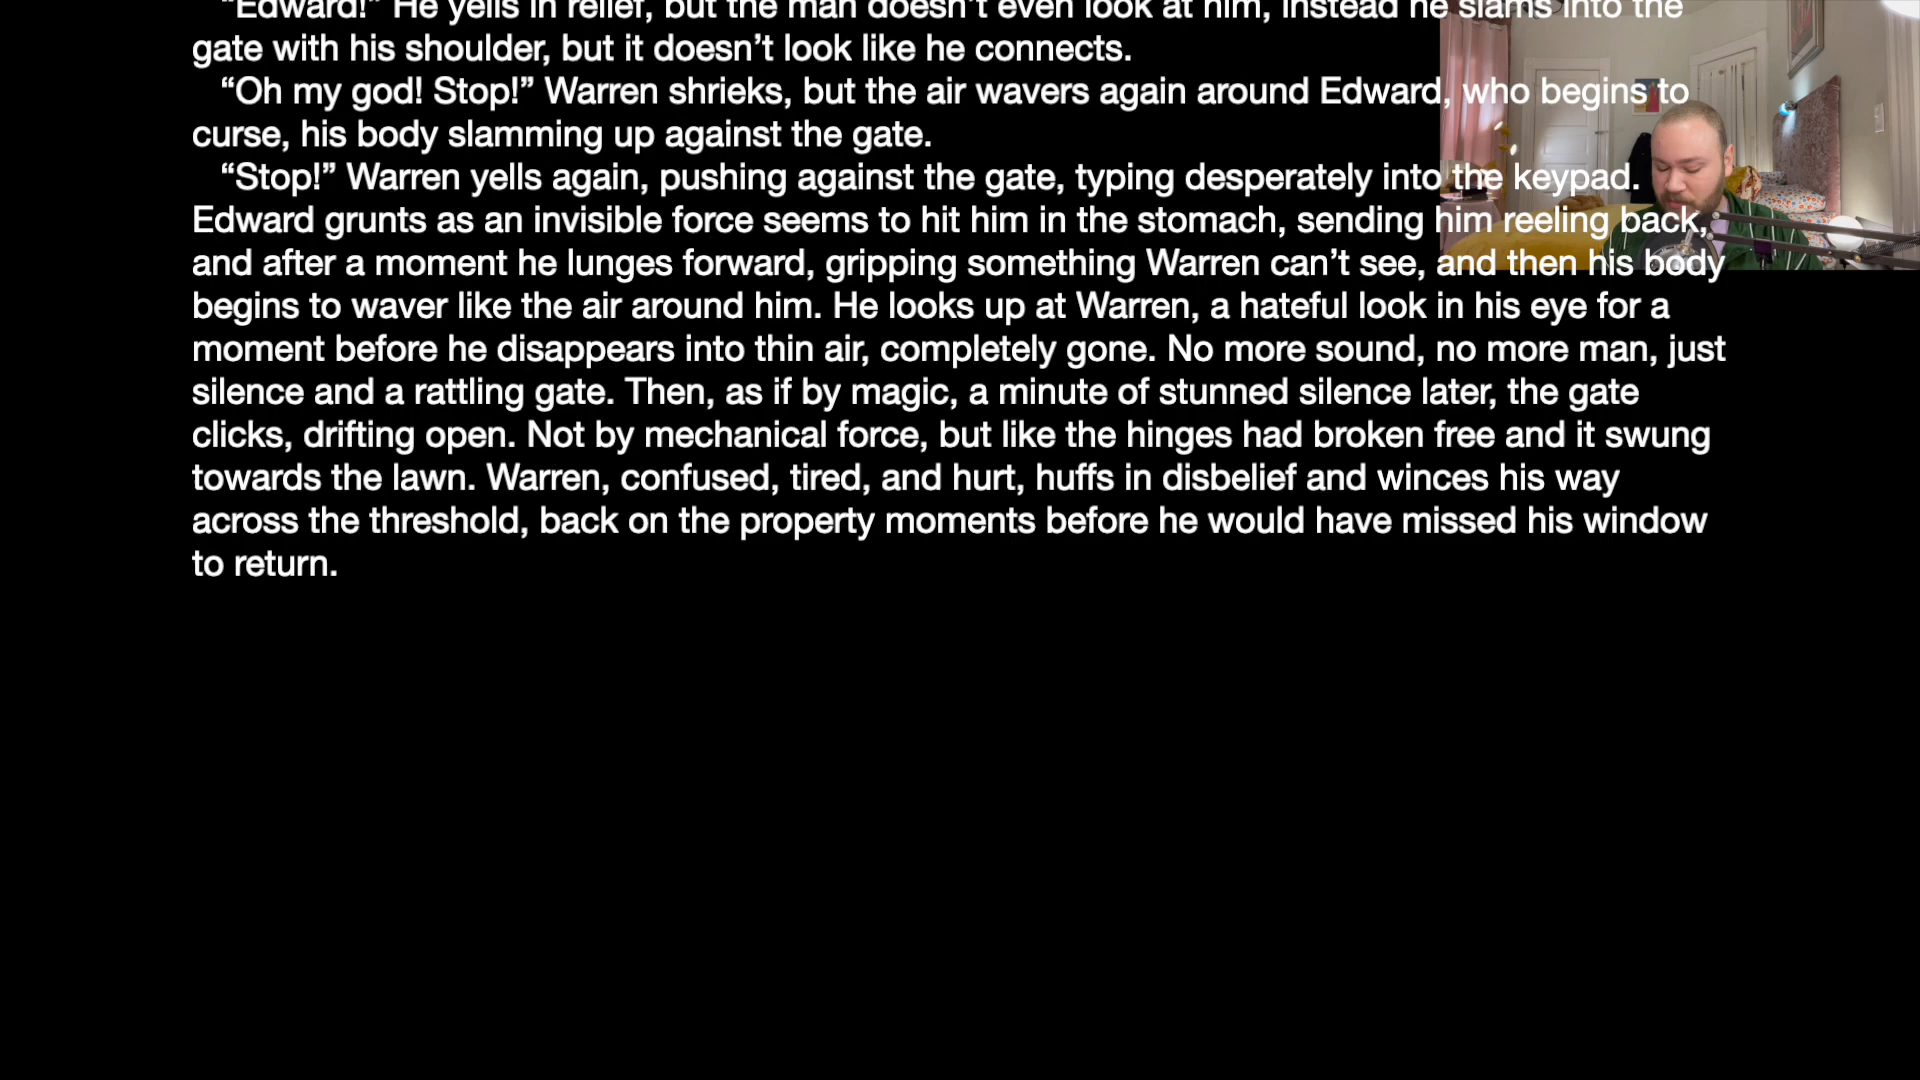 “Edward!” He yells in relief, but the man doesn’t even look at him, instead he slams into the
gate with his shoulder, but it doesn’t look like he connects.
“Oh my god! Stop!” Warren shrieks, but the air wavers again around Edward, who begins to
curse, his body slamming up against the gate.
“Stop!” Warren yells again, pushing against the gate, typing desperately into the keypad.
Edward grunts as an invisible force seems to hit him in the stomach, sending him reeling back,
and after a moment he lunges forward, gripping something Warren can’t see, and then his body
begins to waver like the air around him. He looks up at Warren, a hateful look in his eye for a
moment before he disappears into thin air, completely gone. No more sound, no more man, just
silence and a rattling gate. Then, as if by magic, a minute of stunned silence later, the gate
clicks, drifting open. Not by mechanical force, but like the hinges had broken free and it swung
towards the lawn. Warren, confused, tired, and hurt, huffs in disbelief and winces his way
across the threshold, back on the property moments before he would have missed his window
to return.